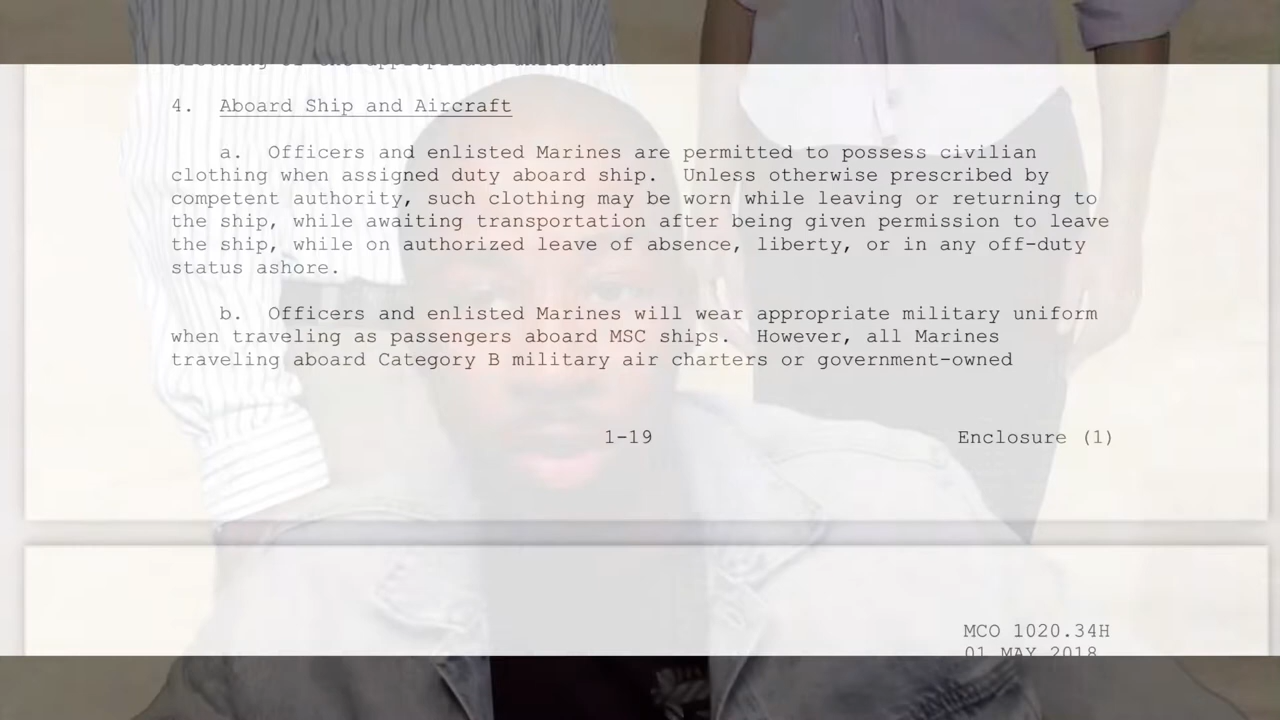 4. Aboard Ship and Aircraft
a. Officers and enlisted Marines are permitted to possess civilian
clothing when assigned duty aboard ship. Unless otherwise prescribed by
competent authority, such clothing may be worn while leaving or returning to
the ship, while awaiting transportation after being given permission to leave
the ship, while on authorized leave of absence, liberty, or in any off-duty
status ashore.
b. Officers and enlisted Marines will wear appropriate military uniform
when traveling as passengers aboard MSC ships. However, all Marines
traveling aboard Category B military air charters or government-owned
1-19 Enclosure (1)
MCO 1020.34H
01 MAY 2018